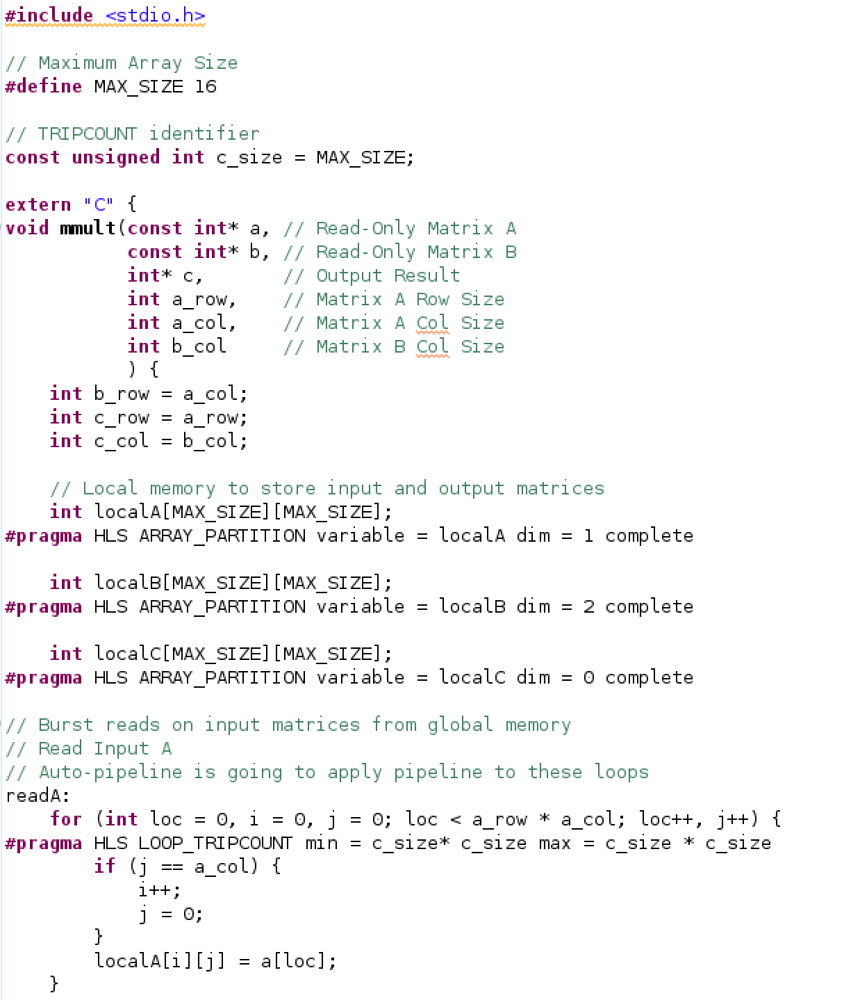 #include <stdio.h>

// Maximum Array Size
#define MAX_SIZE 16

// TRIPCOUNT identifier
const unsigned int c_size = MAX_SIZE;

extern "C" {
void mmult(const int* a, // Read-Only Matrix A
           const int* b, // Read-Only Matrix B
           int* c,       // Output Result
           int a_row,    // Matrix A Row Size
           int a_col,    // Matrix A Col Size
           int b_col     // Matrix B Col Size
           ) {
    int b_row = a_col;
    int c_row = a_row;
    int c_col = b_col;

    // Local memory to store input and output matrices
    int localA[MAX_SIZE][MAX_SIZE];
#pragma HLS ARRAY_PARTITION variable = localA dim = 1 complete

    int localB[MAX_SIZE][MAX_SIZE];
#pragma HLS ARRAY_PARTITION variable = localB dim = 2 complete

    int localC[MAX_SIZE][MAX_SIZE];
#pragma HLS ARRAY_PARTITION variable = localC dim = 0 complete

// Burst reads on input matrices from global memory
// Read Input A
// Auto-pipeline is going to apply pipeline to these loops
readA:
    for (int loc = 0, i = 0, j = 0; loc < a_row * a_col; loc++, j++) {
#pragma HLS LOOP_TRIPCOUNT min = c_size* c_size max = c_size * c_size
        if (j == a_col) {
            i++;
            j = 0;
        }
        localA[i][j] = a[loc];
    }